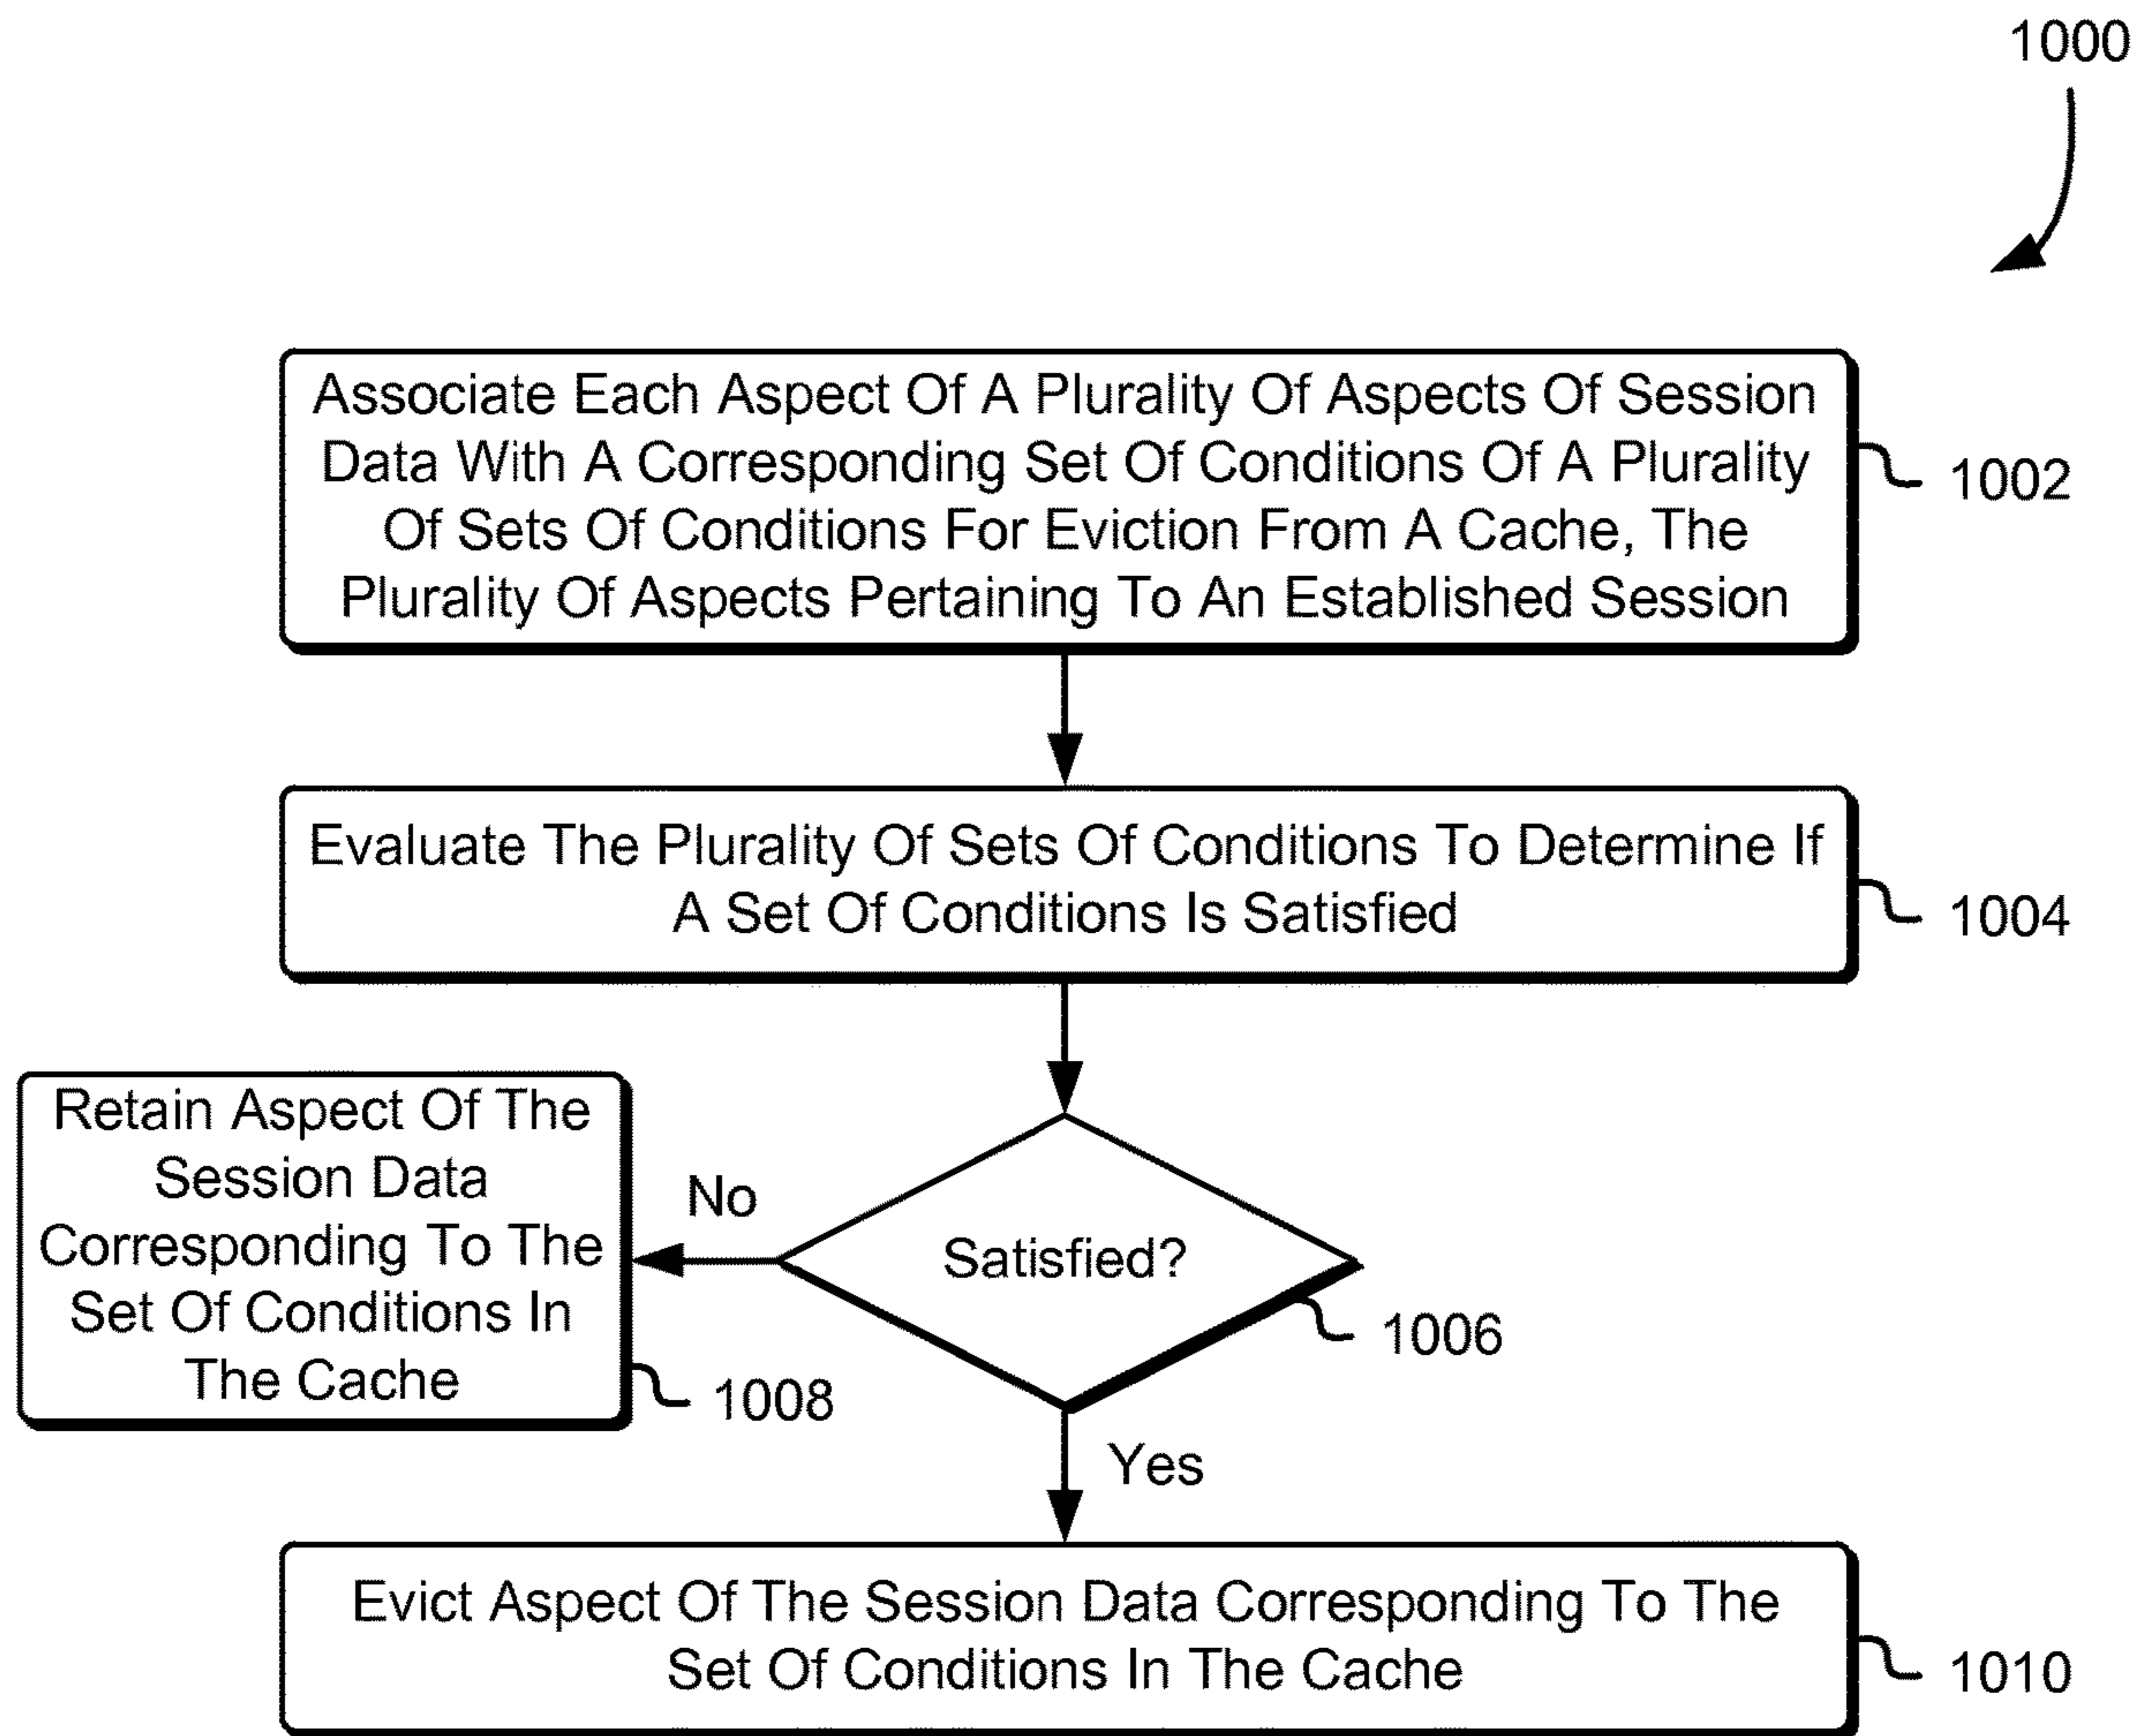 1000
Associate Each Aspect Of A Plurality Of Aspects Of Session
Data With A Corresponding Set Of Conditions Of A Plurality
Of Sets Of Conditions For Eviction From A Cache, The
Plurality Of Aspects Pertaining To An Established Session
1002
Evaluate The Plurality Of Sets Of Conditions To Determine If
A Set Of Conditions Is Satisfied
1004
Retain Aspect Of The
Session Data
Corresponding To The
Set Of Conditions In
The Cache
1008
No
Satisfied?
1006
Yes
Evict Aspect Of The Session Data Corresponding To The
Set Of Conditions In The Cache
1010